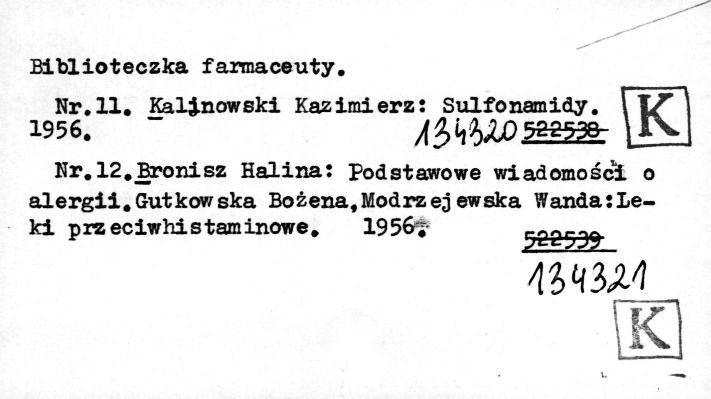 Biblioteczka farmaceuty.
Nr.11. Kalinowski Kazimierz: Sulfonamidy.
1956. 134320 522538 K
Nr.12. Bronisz Halina: Podstawowe wiadomości o
alergii. Gutkowska Bożena, Modrzejewska Wanda: Le-
ki przeciwhistaminowe. 1956.
522539
134321
K